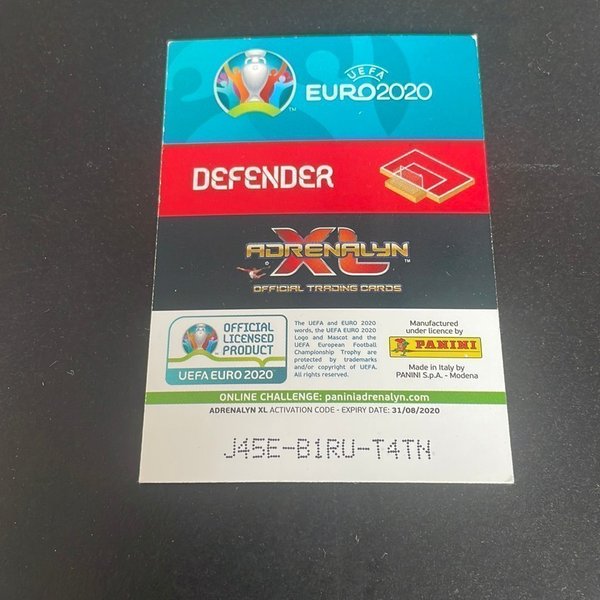 UEFA
EURO2020
™
DEFENDER
ADRENALYN
XL™
OFFICIAL TRADING CARDS
OFFICIAL
LICENSED
PRODUCT
UEFA EURO 2020
The UEFA and EURO 2020
words, the UEFA EURO 2020
Logo and Mascot and the
UEFA European Football
Championship Trophy are
protected by trademarks
and/or copyright of UEFA.
All rights reserved.
Manufactured
under licence by
PANINI
Made in Italy by
PANINI S.p.A. - Modena
ONLINE CHALLENGE: paniniadrenalyn.com
ADRENALYN XL ACTIVATION CODE - EXPIRY DATE: 31/08/2020
J45E-B1RU-T4TN